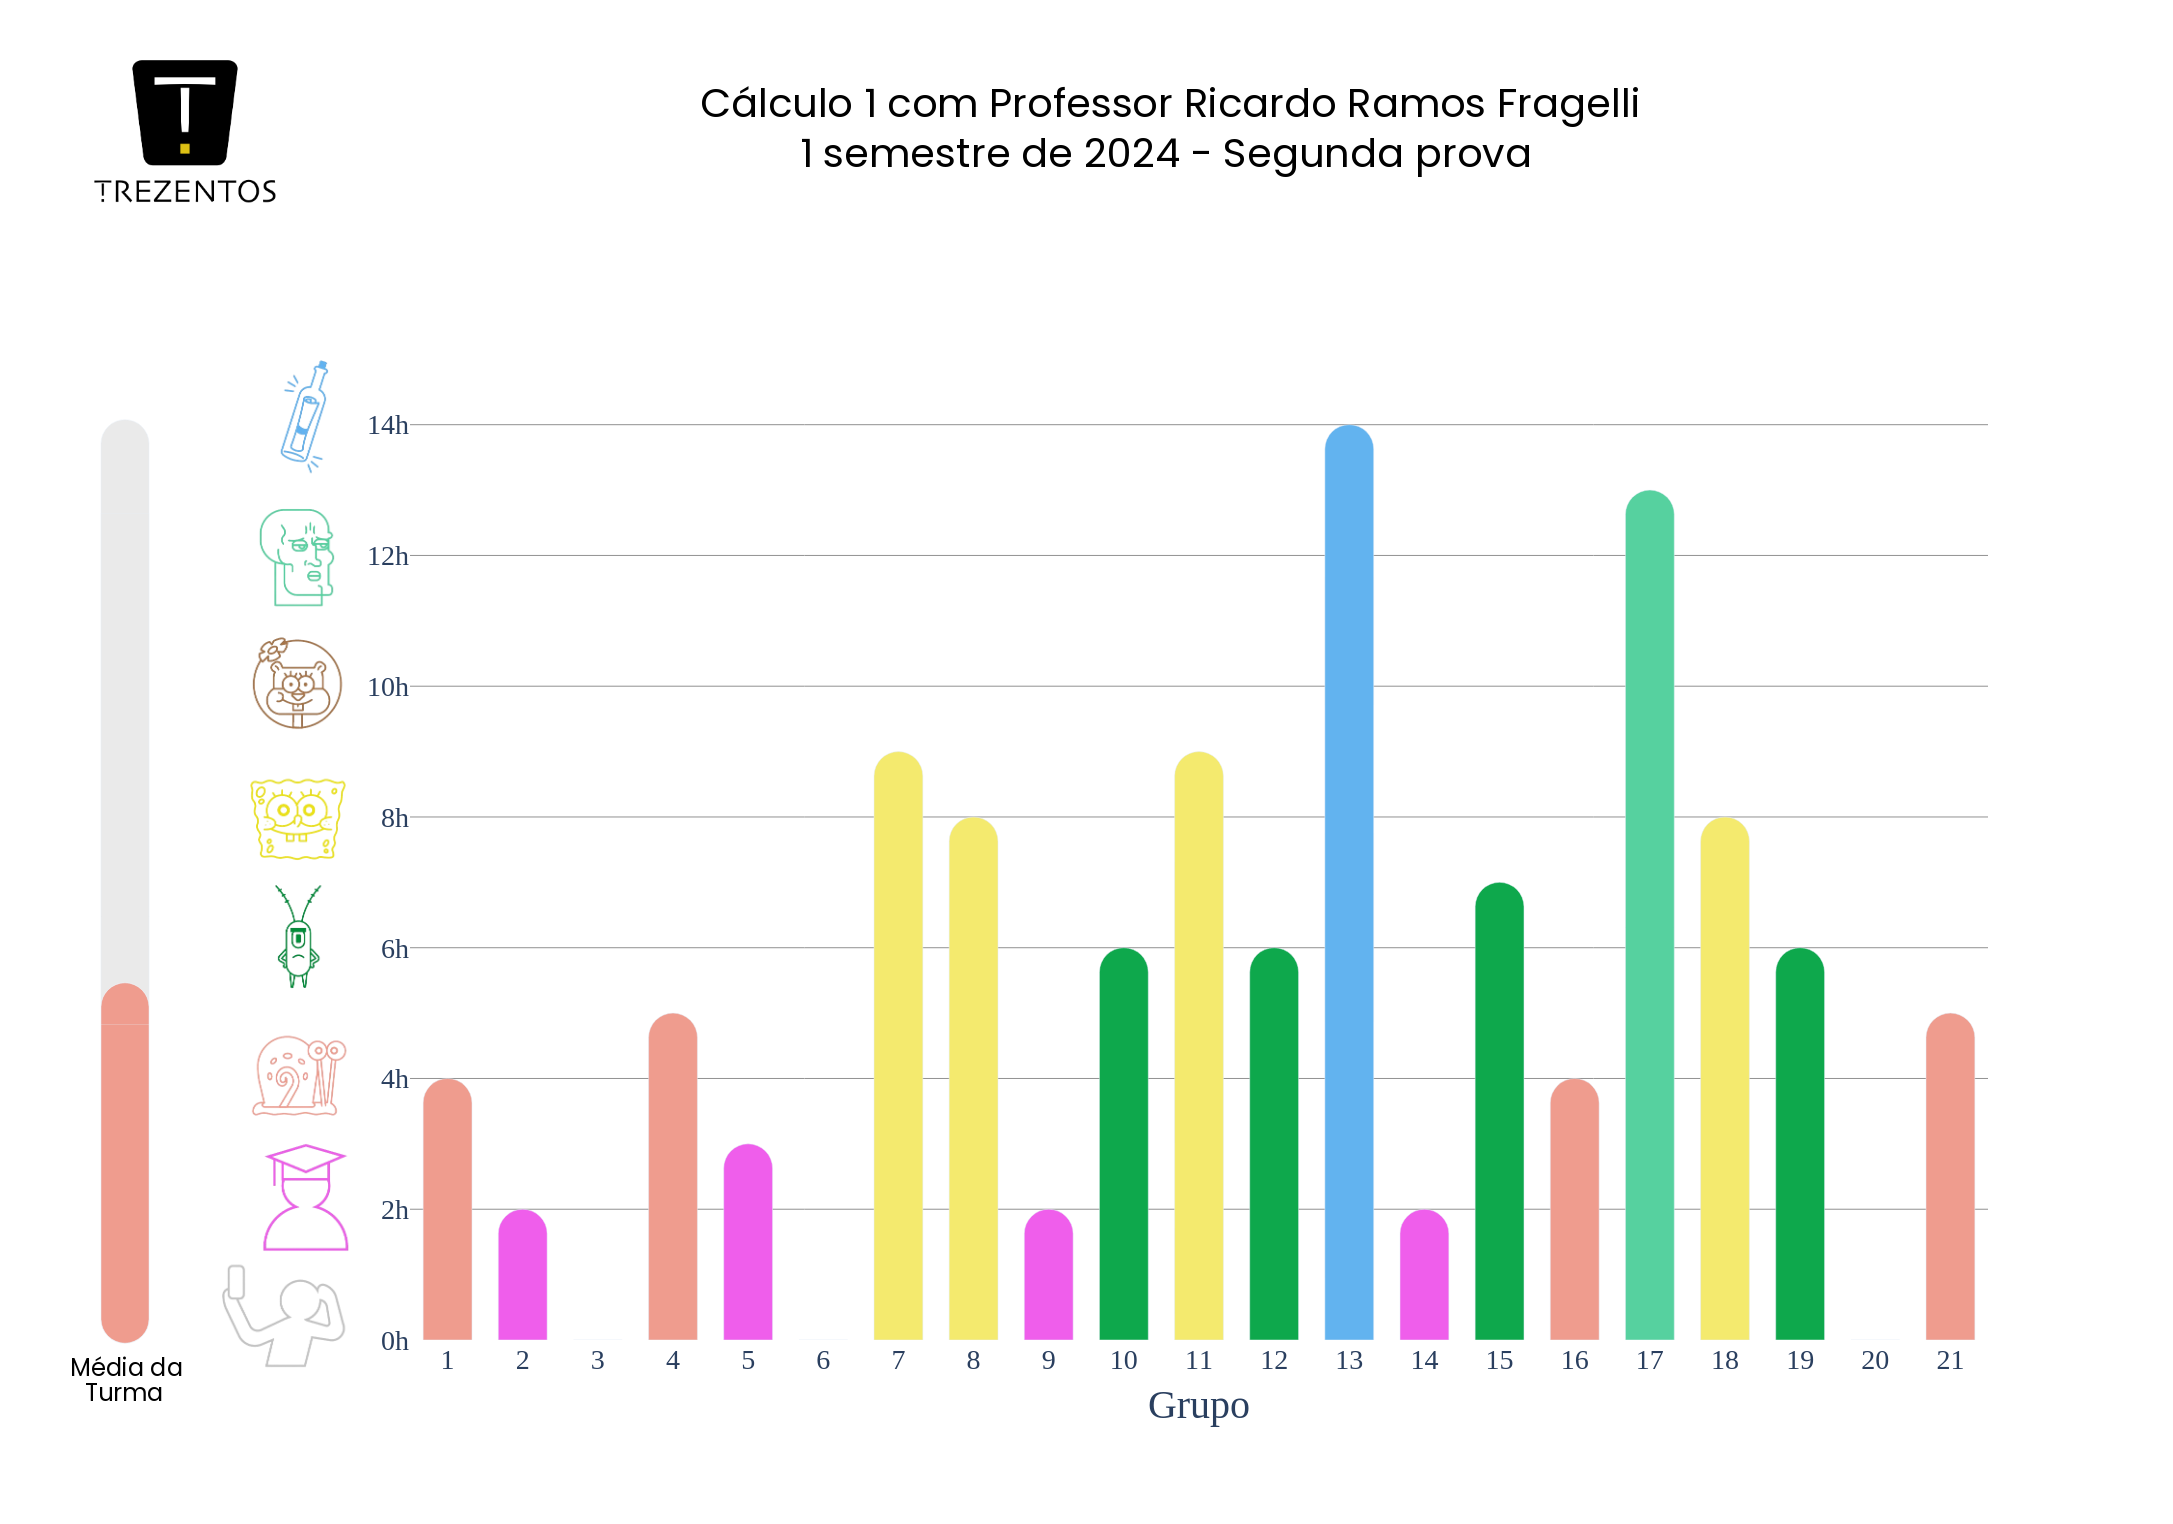 TREZENTOS
Cálculo 1 com Professor Ricardo Ramos Fragelli
1 semestre de 2024 - Segunda prova
14h
12h
10h
8h
6h
4h
2h
0h
1 2 3 4 5 6 7 8 9 10 11 12 13 14 15 16 17 18 19 20 21
Grupo
Média da
Turma